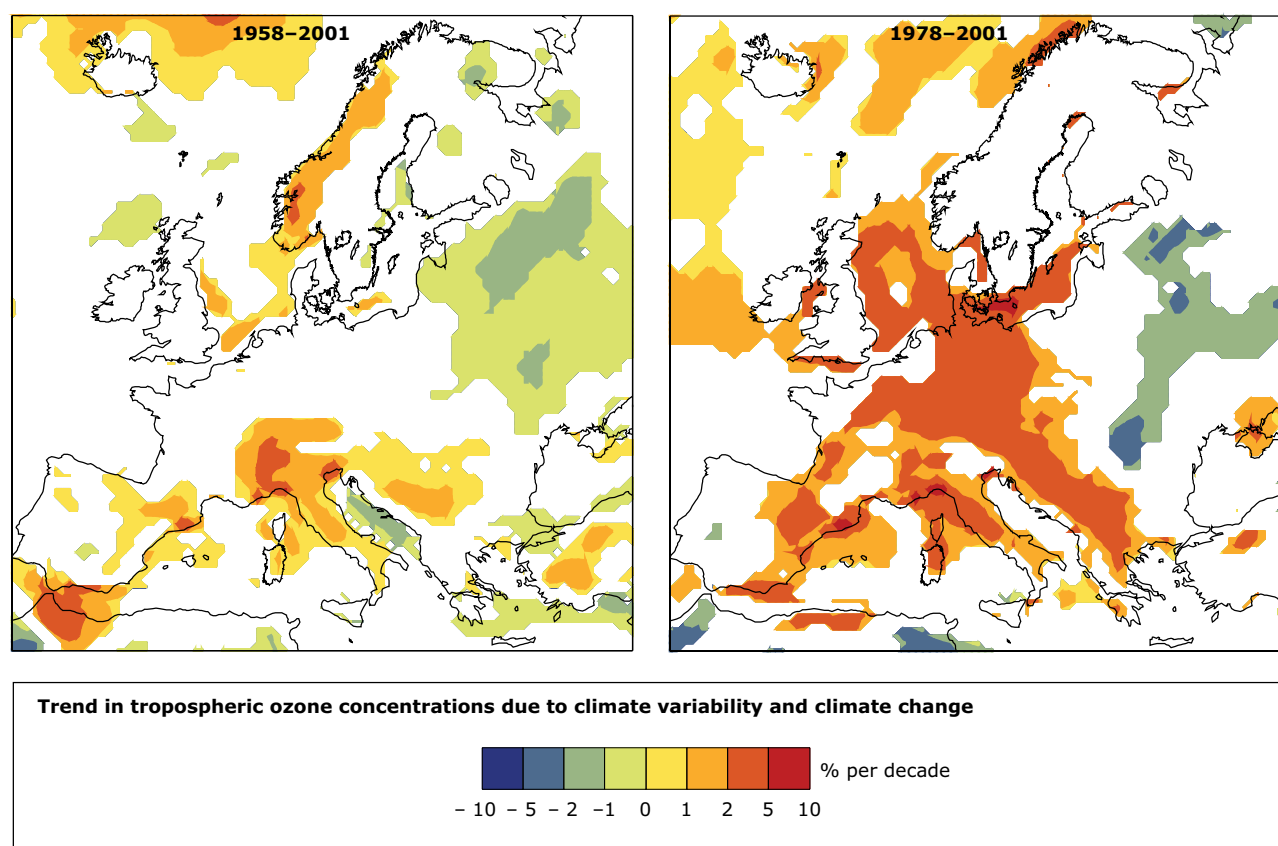 1958–2001
1978–2001
Trend in tropospheric ozone concentrations due to climate variability and climate change
% per decade
– 10 – 5 – 2 –1 0 1 2 5 10